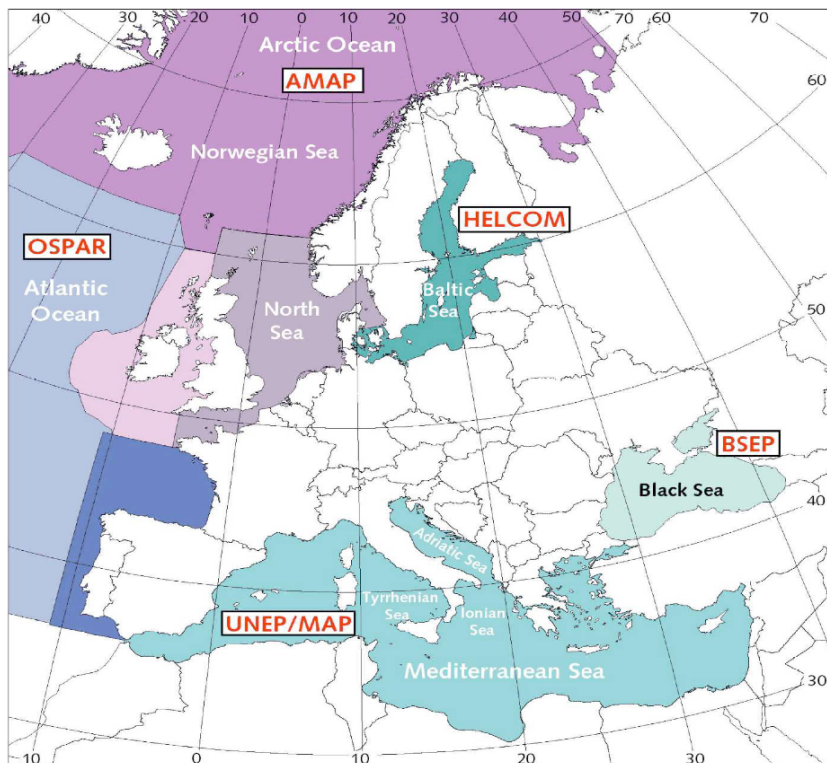 40 30 20 10 0 10 20 30 40 50 70 60
Arctic Ocean
AMAP
60
Norwegian Sea
HELCOM
OSPAR
Atlantic
Ocean
Baltic
Sea
North
Sea
50
BSEP
Black Sea
40
Adriatic Sea
Tyrrhenian
Sea
Ionian
Sea
UNEP/MAP
Mediterranean Sea
30
10 0 10 20 30